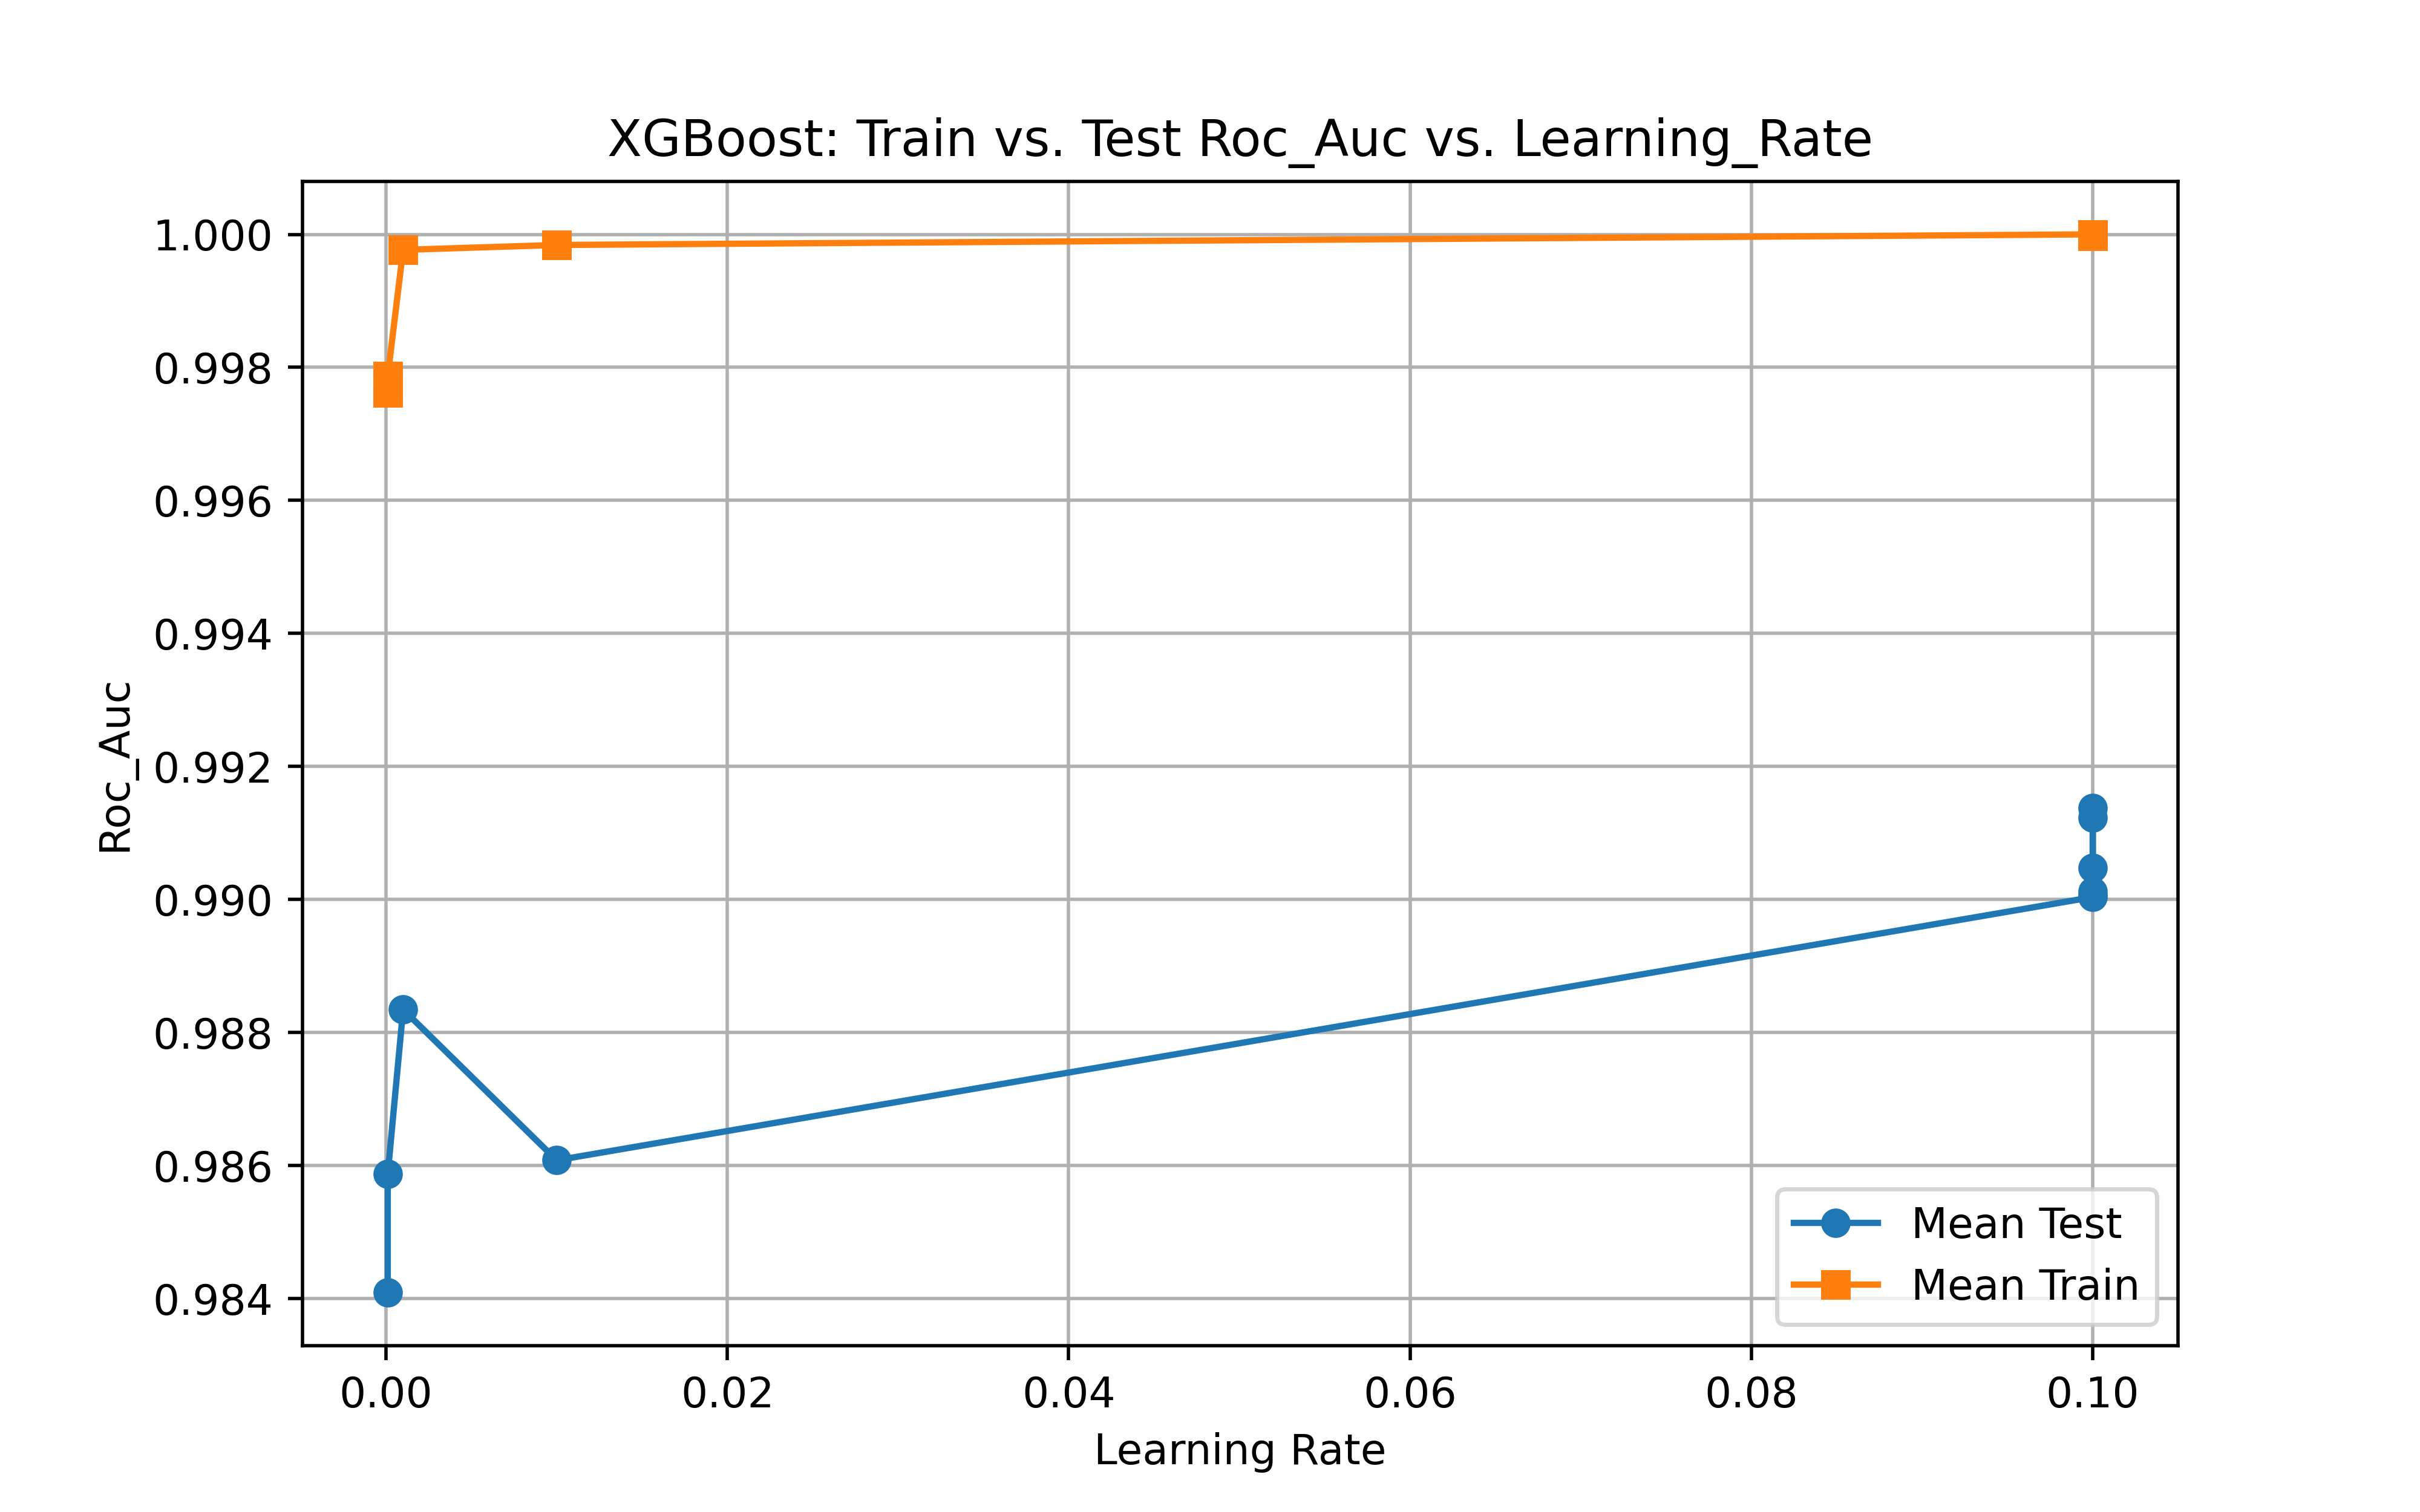 XGBoost: Train vs. Test Roc_Auc vs. Learning_Rate
Roc_Auc
1.000
0.998
0.996
0.994
0.992
0.990
0.988
0.986
0.984
0.00 0.02 0.04 0.06 0.08 0.10
Learning Rate
Mean Test
Mean Train